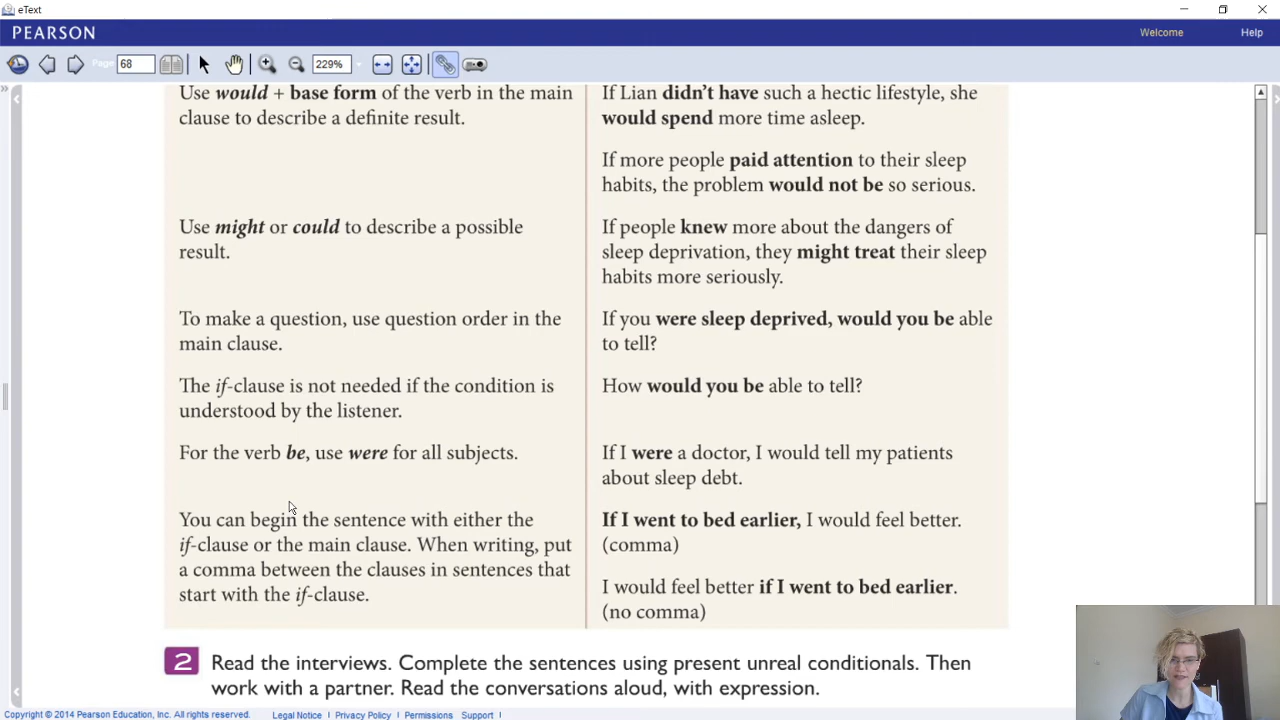 eText
PEARSON
Welcome
Help
Page 68
229%
Use would + base form of the verb in the main
clause to describe a definite result.
If Lian didn't have such a hectic lifestyle, she
would spend more time asleep.
If more people paid attention to their sleep
habits, the problem would not be so serious.
Use might or could to describe a possible
result.
If people knew more about the dangers of
sleep deprivation, they might treat their sleep
habits more seriously.
To make a question, use question order in the
main clause.
If you were sleep deprived, would you be able
to tell?
The if-clause is not needed if the condition is
understood by the listener.
How would you be able to tell?
For the verb be, use were for all subjects.
If I were a doctor, I would tell my patients
about sleep debt.
You can begin the sentence with either the
if-clause or the main clause. When writing, put
a comma between the clauses in sentences that
start with the if-clause.
If I went to bed earlier, I would feel better.
(comma)
I would feel better if I went to bed earlier.
(no comma)
2 Read the interviews. Complete the sentences using present unreal conditionals. Then
work with a partner. Read the conversations aloud, with expression.
Copyright © 2014 Pearson Education, Inc. All rights reserved. Legal Notice | Privacy Policy | Permissions Support |